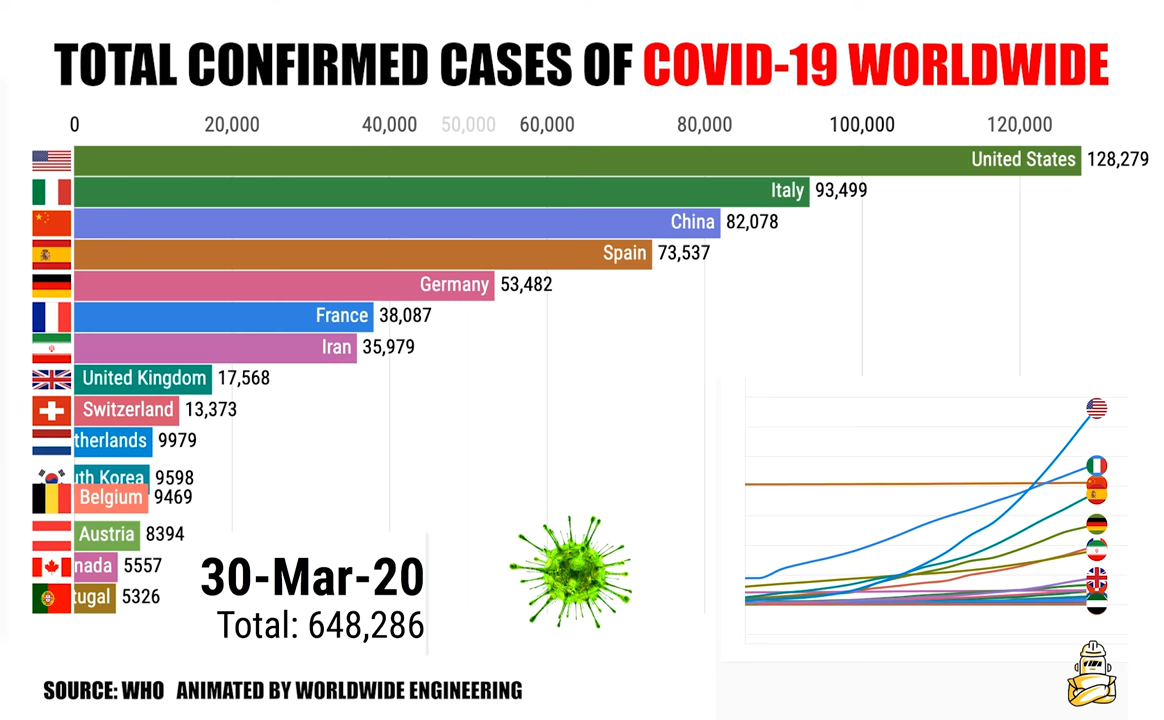 TOTAL CONFIRMED CASES OF COVID-19 WORLDWIDE
0 20,000 40,000 50,000 60,000 80,000 100,000 120,000
United States 128,279
Italy 93,499
China 82,078
Spain 73,537
Germany 53,482
France 38,087
Iran 35,979
United Kingdom 17,568
Switzerland 13,373
therlands 9979
uth Korea 9598
Belgium 9469
Austria 8394
nada 5557
tugal 5326
30-Mar-20
Total: 648,286
SOURCE: WHO ANIMATED BY WORLDWIDE ENGINEERING